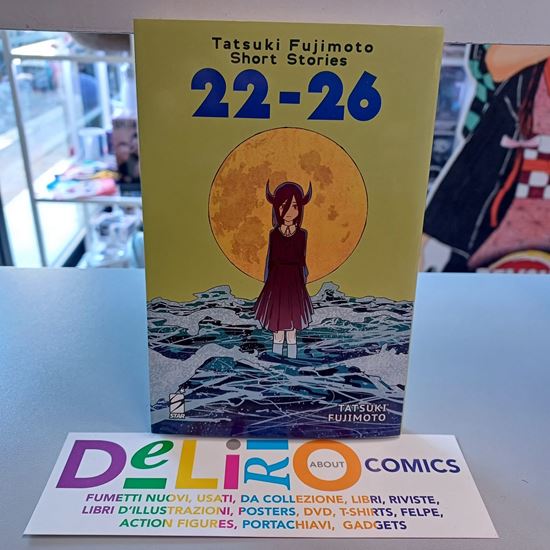 Tatsuki Fujimoto
Short Stories
22-26
STAR
TATSUKI
FUJIMOTO
DeLiRiO ABOUT COMICS
FUMETTI NUOVI, USATI, DA COLLEZIONE, LIBRI, RIVISTE,
LIBRI D'ILLUSTRAZIONI, POSTERS, DVD, T-SHIRTS, FELPE,
ACTION FIGURES, PORTACHIAVI, GADGETS